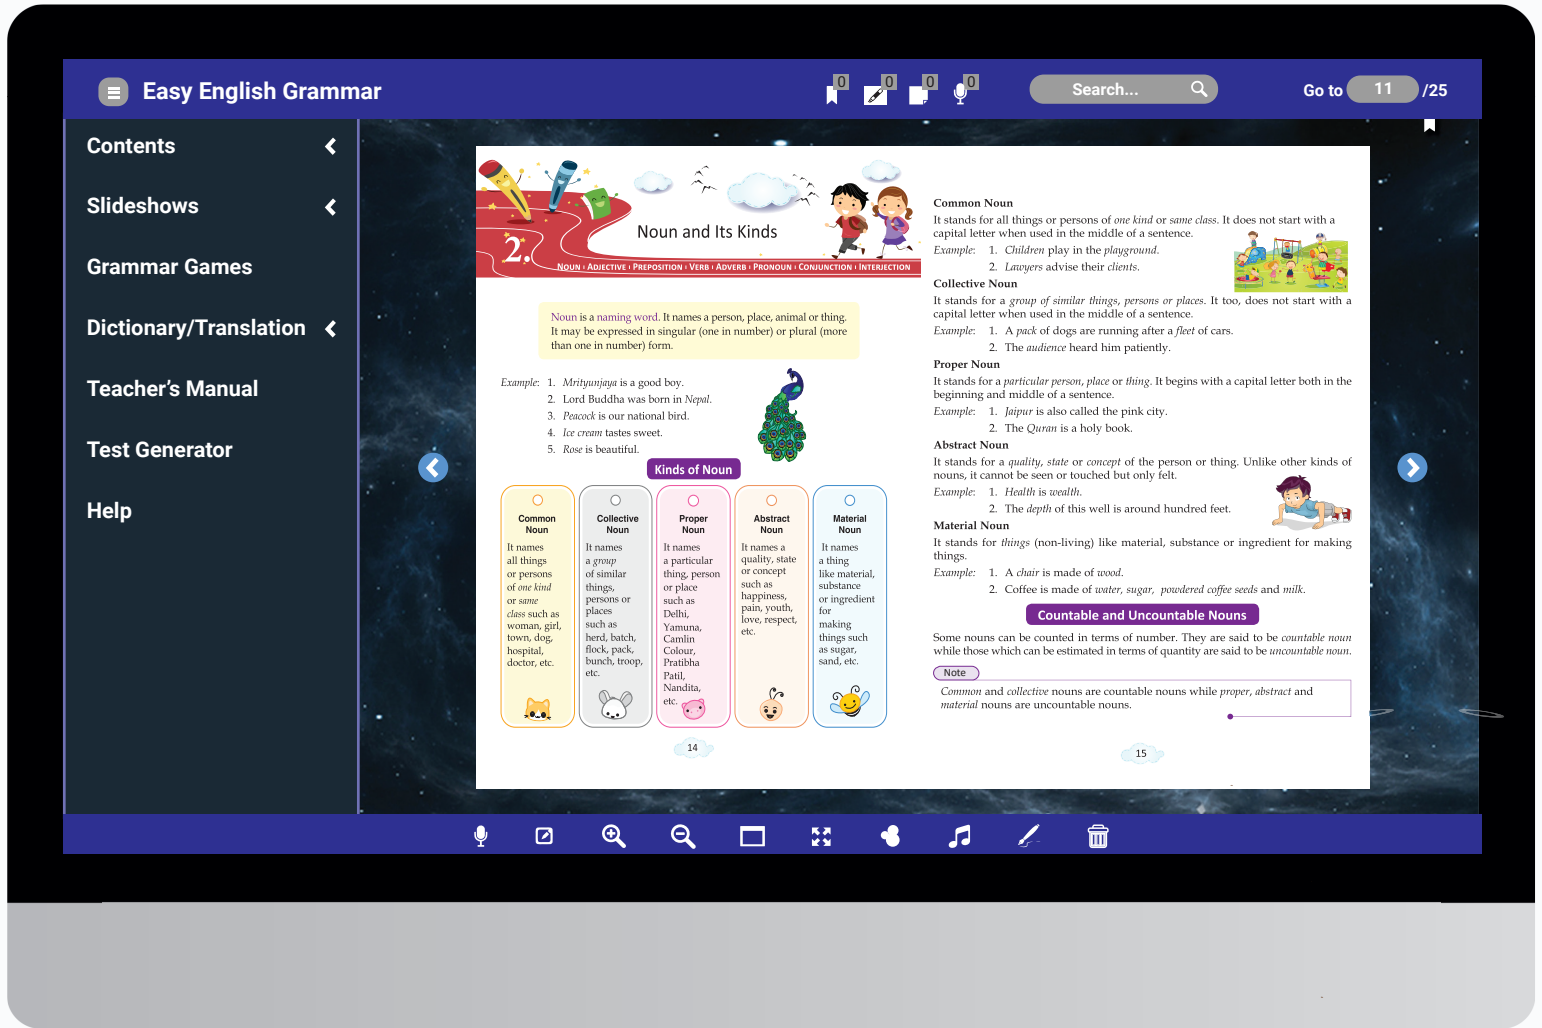 Easy English Grammar
0 0 0 0
Search...
Go to 11 /25
Contents
Slideshows
Grammar Games
Dictionary/Translation
Teacher's Manual
Test Generator
Help
2.
Noun and Its Kinds
NOUN • ADJECTIVE • PREPOSITION • VERB • ADVERB • PRONOUN • CONJUNCTION • INTERJECTION
Noun is a naming word. It names a person, place, animal or thing.
It may be expressed in singular (one in number) or plural (more
than one in number) form.
Example: 1. Mrityunjaya is a good boy.
2. Lord Buddha was born in Nepal.
3. Peacock is our national bird.
4. Ice cream tastes sweet.
5. Rose is beautiful.
Kinds of Noun
Common
Noun
It names
all things
or persons
of one kind
or same
class such as
woman, girl,
town, dog,
hospital,
doctor, etc.
Collective
Noun
It names
a group
of similar
things,
persons or
places
such as
herd, batch,
flock, pack,
bunch, troop,
etc.
Proper
Noun
It names
a particular
thing, person
or place
such as
Delhi,
Yamuna,
Camlin
Colour,
Pratibha
Patil,
Nandita,
etc.
Abstract
Noun
It names a
quality, state
or concept
such as
happiness,
pain, youth,
love, respect,
etc.
Material
Noun
It names
a thing
like material,
substance
or ingredient
for
making
things such
as sugar,
sand, etc.
14
Common Noun
It stands for all things or persons of one kind or same class. It does not start with a
capital letter when used in the middle of a sentence.
Example: 1. Children play in the playground.
2. Lawyers advise their clients.
Collective Noun
It stands for a group of similar things, persons or places. It too, does not start with a
capital letter when used in the middle of a sentence.
Example: 1. A pack of dogs are running after a fleet of cars.
2. The audience heard him patiently.
Proper Noun
It stands for a particular person, place or thing. It begins with a capital letter both in the
beginning and middle of a sentence.
Example: 1. Jaipur is also called the pink city.
2. The Quran is a holy book.
Abstract Noun
It stands for a quality, state or concept of the person or thing. Unlike other kinds of
nouns, it cannot be seen or touched but only felt.
Example: 1. Health is wealth.
2. The depth of this well is around hundred feet.
Material Noun
It stands for things (non-living) like material, substance or ingredient for making
things.
Example: 1. A chair is made of wood.
2. Coffee is made of water, sugar, powdered coffee seeds and milk.
Countable and Uncountable Nouns
Some nouns can be counted in terms of number. They are said to be countable noun
while those which can be estimated in terms of quantity are said to be uncountable noun.
Note
Common and collective nouns are countable nouns while proper, abstract and
material nouns are uncountable nouns.
15